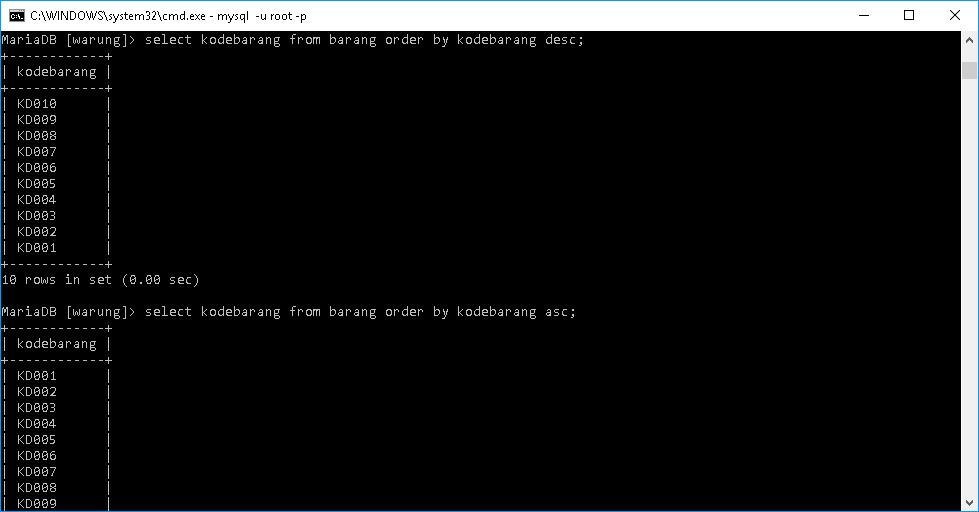 C:\WINDOWS\system32\cmd.exe - mysql  -u root -p
MariaDB [warung]> select kodebarang from barang order by kodebarang desc;
+------------+
| kodebarang |
+------------+
| KD010      |
| KD009      |
| KD008      |
| KD007      |
| KD006      |
| KD005      |
| KD004      |
| KD003      |
| KD002      |
| KD001      |
+------------+
10 rows in set (0.00 sec)
MariaDB [warung]> select kodebarang from barang order by kodebarang asc;
+------------+
| kodebarang |
+------------+
| KD001      |
| KD002      |
| KD003      |
| KD004      |
| KD005      |
| KD006      |
| KD007      |
| KD008      |
| KD009      |